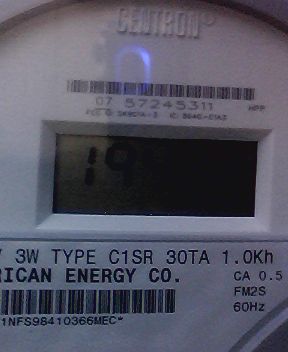 CENTRON®
07 57245311
19
3W TYPE C1SR 30TA 1.0Kh
RICAN ENERGY CO.
CA 0.5
FM2S
60Hz
1NFS98410366MEC*